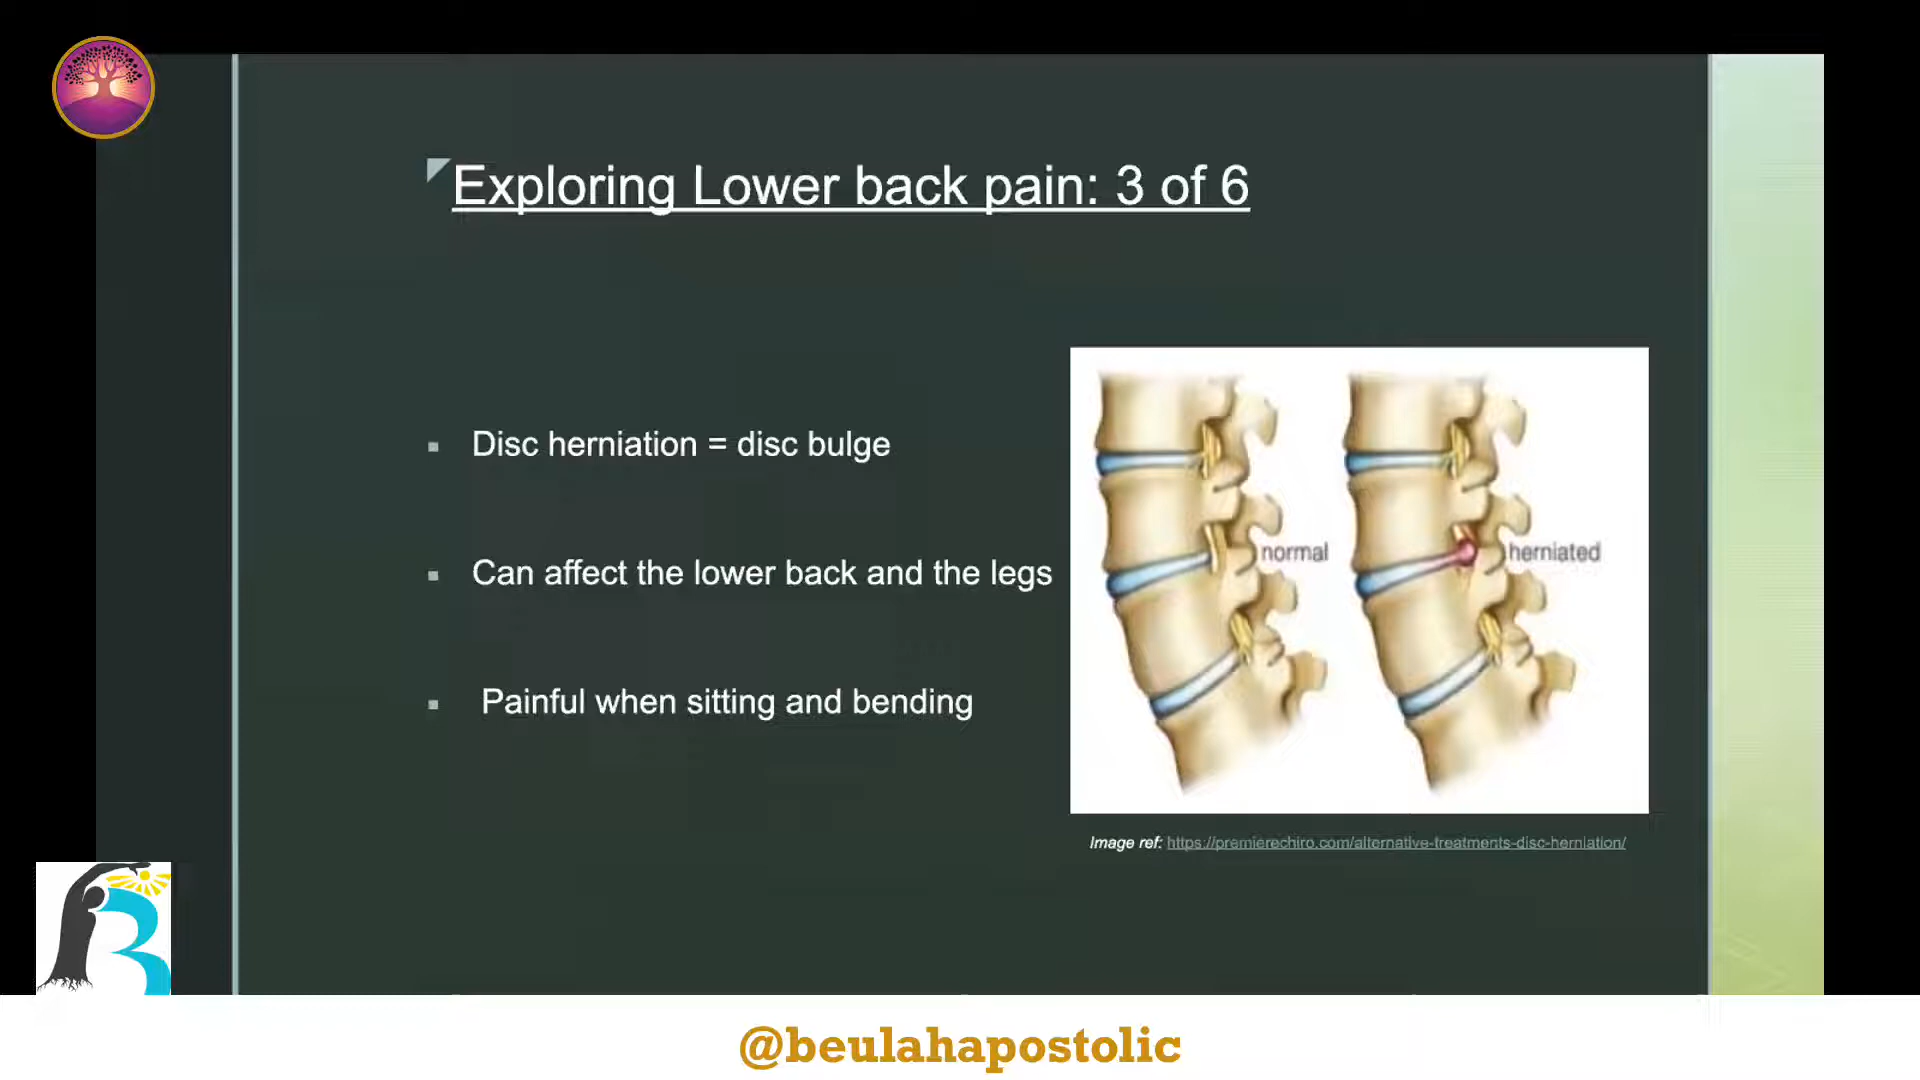 Exploring Lower back pain: 3 of 6
Disc herniation = disc bulge
Can affect the lower back and the legs
Painful when sitting and bending
normal
herniated
Image ref: https://premierechiro.com/alternative-treatments-disc-herniation/
B
@beulahapostolic